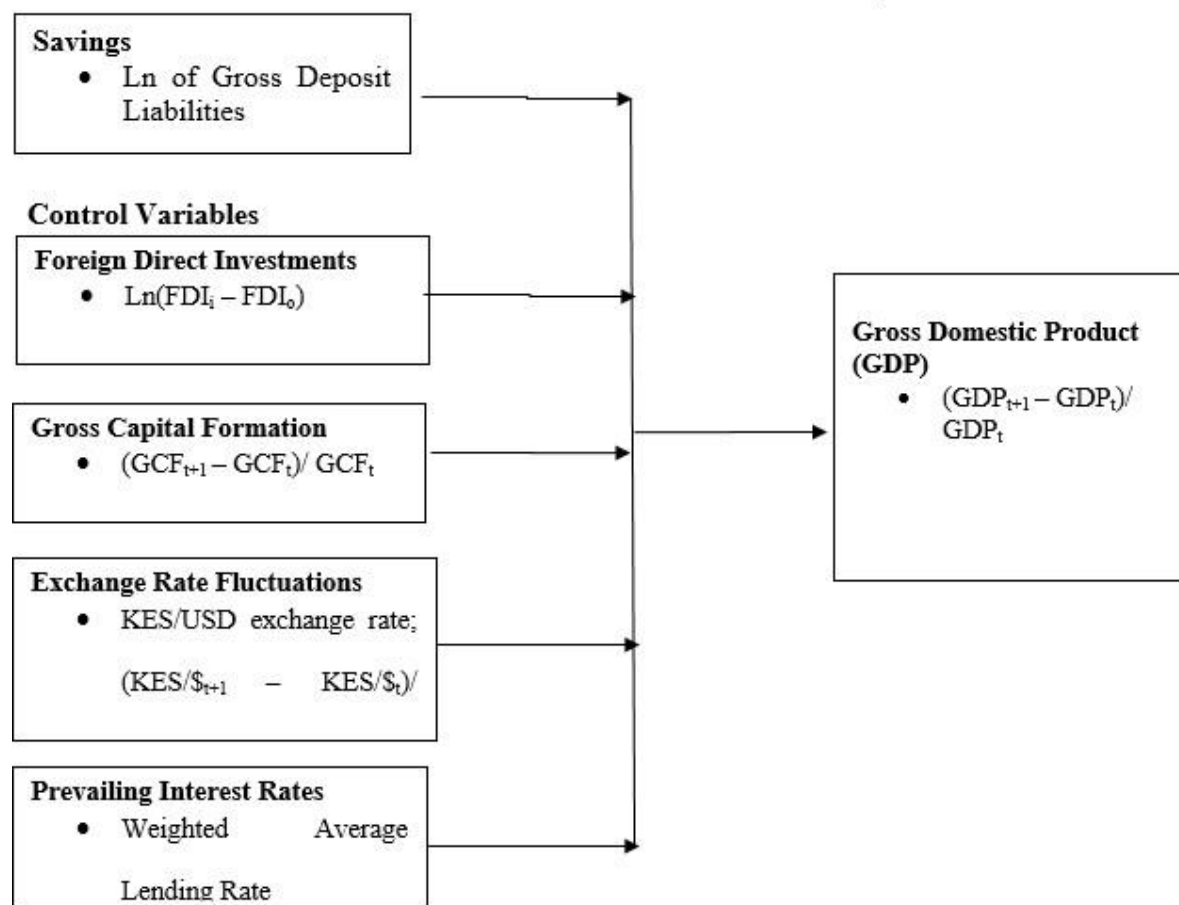 Savings
• Ln of Gross Deposit
Liabilities
Control Variables
Foreign Direct Investments
• Ln(FDIᵢ – FDIₒ)
Gross Capital Formation
• (GCFₜ₊₁ – GCFₜ)/ GCFₜ
Exchange Rate Fluctuations
• KES/USD exchange rate;
(KES/$ₜ₊₁ – KES/$ₜ)/
Prevailing Interest Rates
• Weighted Average
Lending Rate
Gross Domestic Product
(GDP)
• (GDPₜ₊₁ – GDPₜ)/
GDPₜ